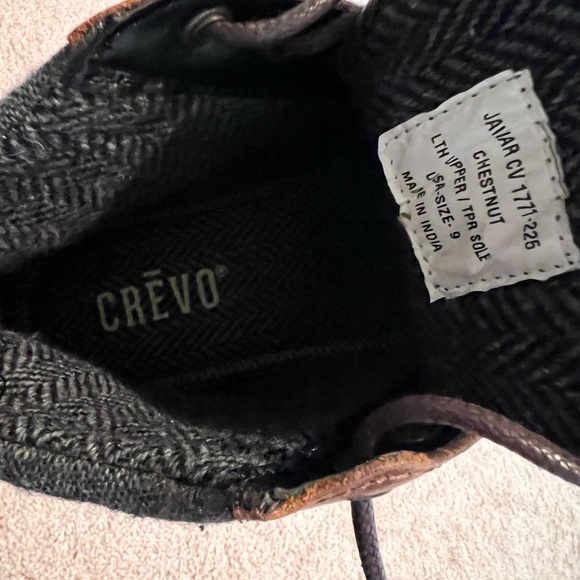 CRĒVO®
JAVAR CV 1771-226
CHESTNUT
LTH UPPER / TPR SOLE
USA-SIZE- 9
MADE IN INDIA